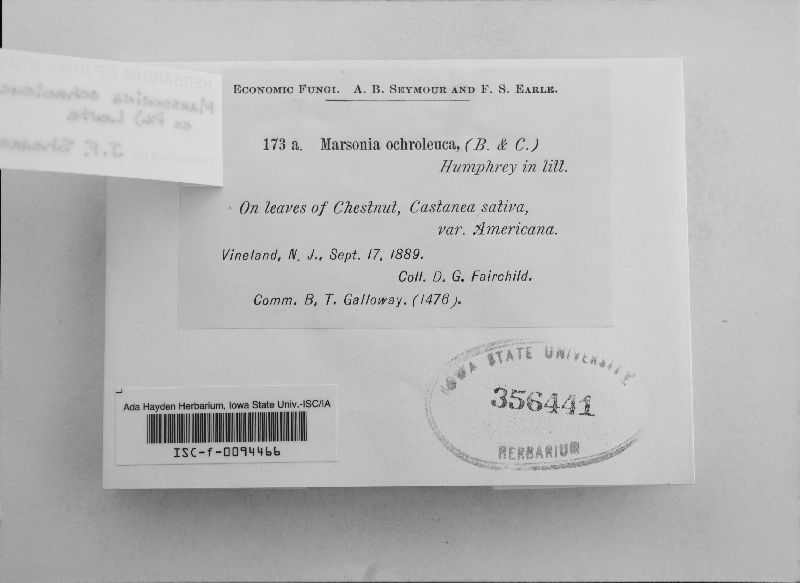 ECONOMIC FUNGI. A. B. SEYMOUR AND F. S. EARLE.
173 a. Marsonia ochroleuca, (B. & C.)
Humphrey in litt.
On leaves of Chestnut, Castanea sativa,
var. Americana.
Vineland, N. J., Sept. 17, 1889.
Coll. D. G. Fairchild.
Comm. B. T. Galloway. (1476).
Ada Hayden Herbarium, Iowa State Univ.-ISC/IA
ISC-f-0094466
IOWA STATE UNIVERSITY
356441
HERBARIUM